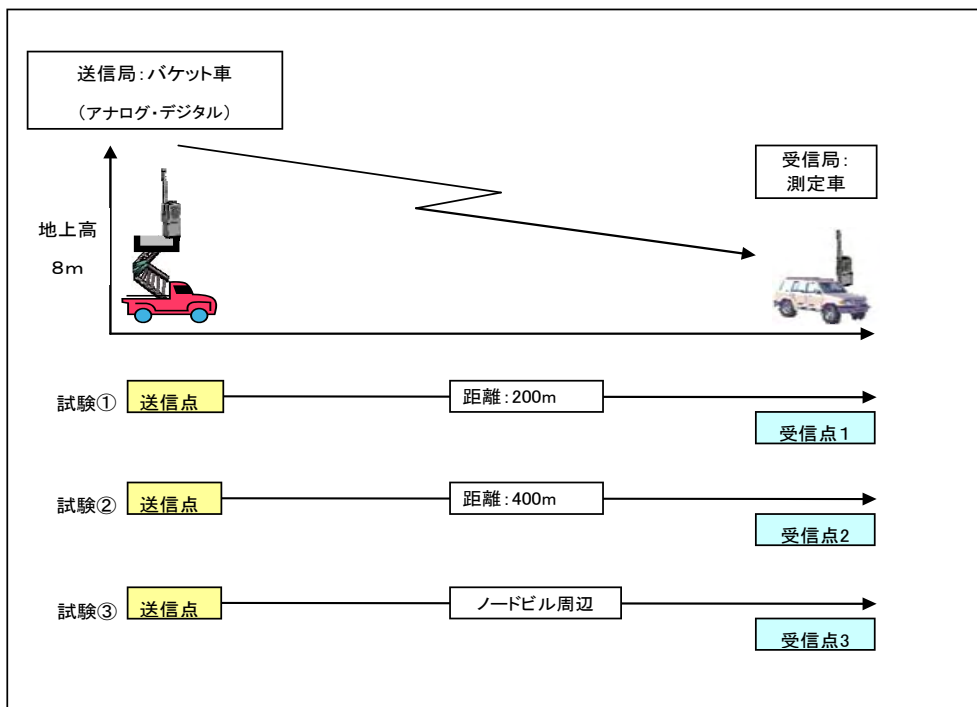 送信局：バケット車
（アナログ・デジタル）
受信局：
測定車
地上高
8ｍ
試験① 送信点 距離：200m
受信点1
試験② 送信点 距離：400m
受信点2
試験③ 送信点 ノードビル周辺
受信点3